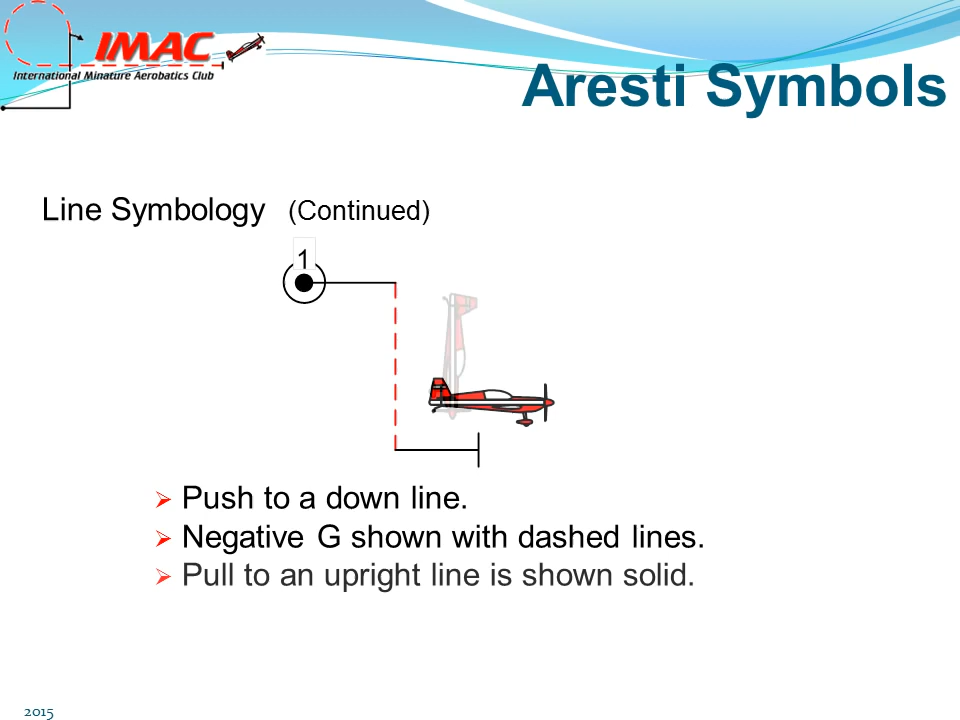 IMAC
International Minature Aerobatics Club
Aresti Symbols
Line Symbology (Continued)
1
Push to a down line.
Negative G shown with dashed lines.
Pull to an upright line is shown solid.
2015